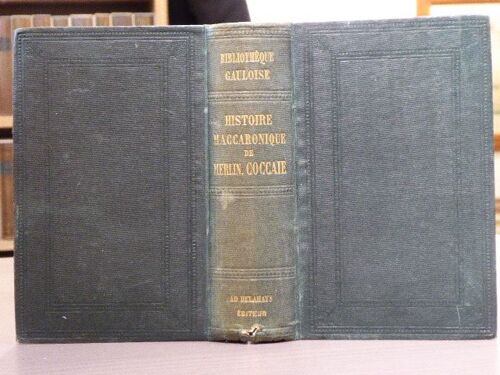 BIBLIOTHÈQUE
GAULOISE
HISTOIRE
MACCARONIQUE
DE
MERLIN, COCCAIE
AD DELAHAYS
ÉDITEUR